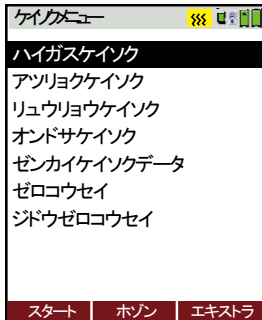 ケイソクメニュー
ハイガスケイソク
アツリョクケイソク
リュウリョウケイソク
オンドサケイソク
ゼンカイケイソクデータ
ゼロコウセイ
ジドウゼロコウセイ
スタート ホゾン エキストラ